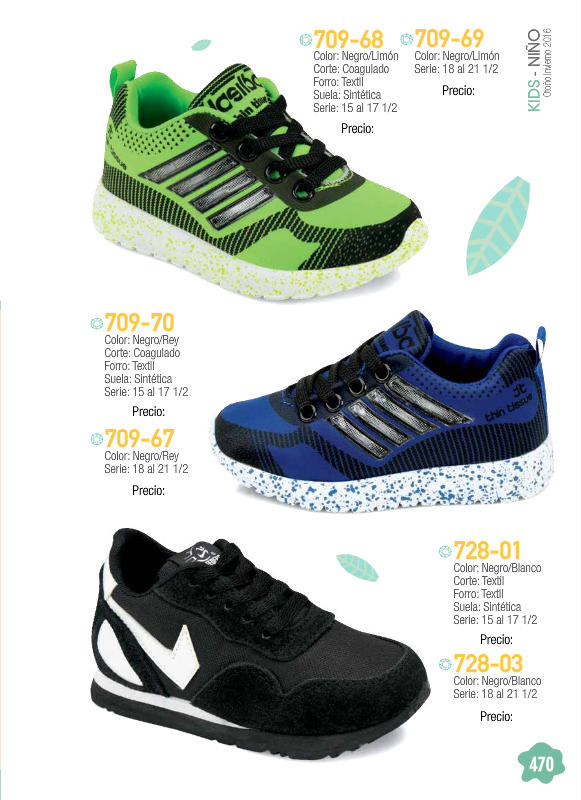 709-68
Color: Negro/Limón
Corte: Coagulado
Forro: Textil
Suela: Sintética
Serie: 15 al 17 1/2
Precio:
709-69
Color: Negro/Limón
Serie: 18 al 21 1/2
Precio:
KIDS - NIÑO
Otoño Invierno 2016
thin tissue
709-70
Color: Negro/Rey
Corte: Coagulado
Forro: Textil
Suela: Sintética
Serie: 15 al 17 1/2
Precio:
709-67
Color: Negro/Rey
Serie: 18 al 21 1/2
Precio:
thin tissue
728-01
Color: Negro/Blanco
Corte: Textil
Forro: Textil
Suela: Sintética
Serie: 15 al 17 1/2
Precio:
728-03
Color: Negro/Blanco
Serie: 18 al 21 1/2
Precio:
470